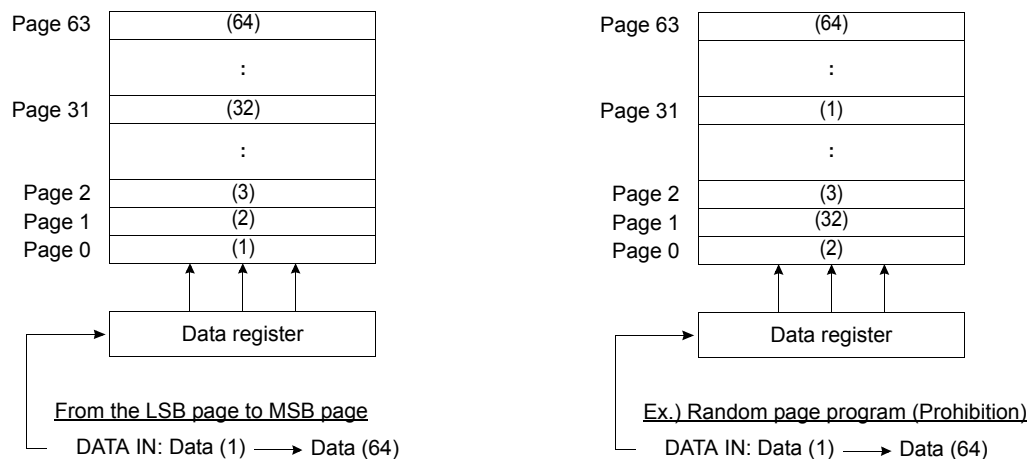 Page 63 (64)
:
Page 31 (32)
:
Page 2 (3)
Page 1 (2)
Page 0 (1)
Data register
From the LSB page to MSB page
DATA IN: Data (1) Data (64)
Page 63 (64)
:
Page 31 (1)
:
Page 2 (3)
Page 1 (32)
Page 0 (2)
Data register
Ex.) Random page program (Prohibition)
DATA IN: Data (1) Data (64)